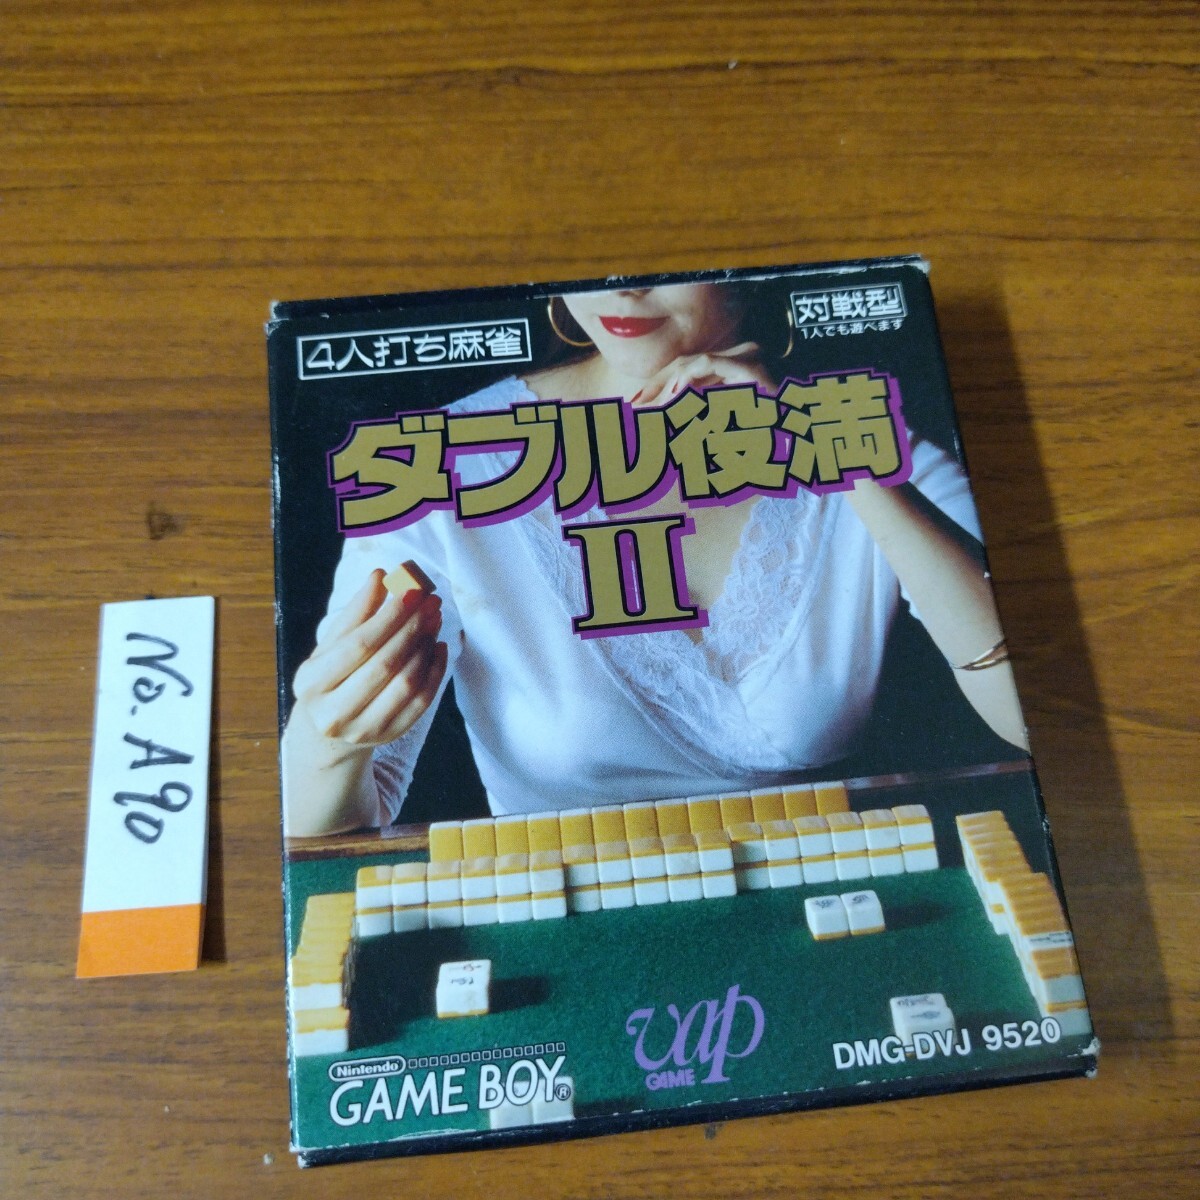 4人打ち麻雀
対戦型
1人でも遊べます
ダブル役満
II
No. A90
vap
GAME
Nintendo
GAME BOY®
DMG-DVJ 9520